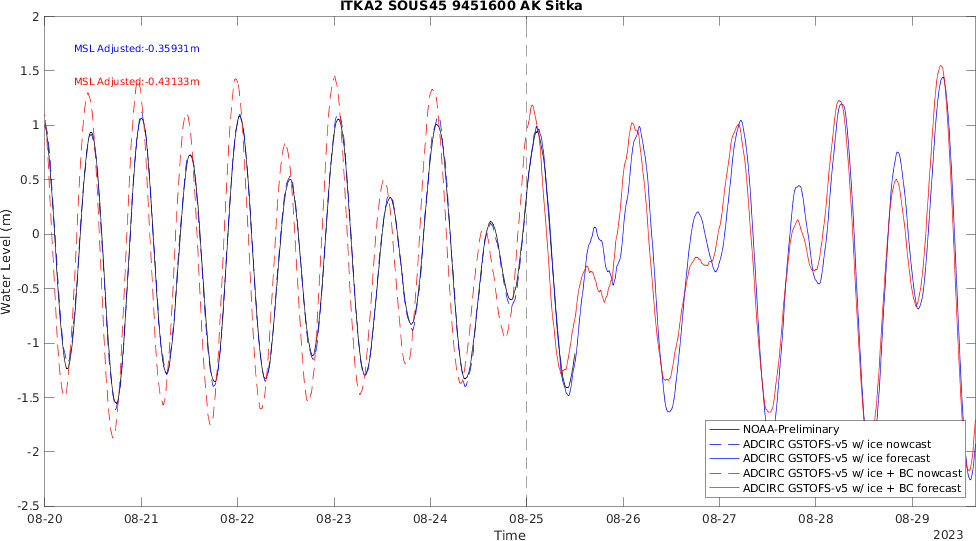 ITKA2 SOUS45 9451600 AK Sitka
MSL Adjusted:-0.35931m
MSL Adjusted:-0.43133m
Water Level (m)
2
1.5
1
0.5
0
-0.5
-1
-1.5
-2
-2.5
NOAA-Preliminary
ADCIRC GSTOFS-v5 w/ ice nowcast
ADCIRC GSTOFS-v5 w/ ice forecast
ADCIRC GSTOFS-v5 w/ ice + BC nowcast
ADCIRC GSTOFS-v5 w/ ice + BC forecast
08-20 08-21 08-22 08-23 08-24 08-25 08-26 08-27 08-28 08-29
Time
2023